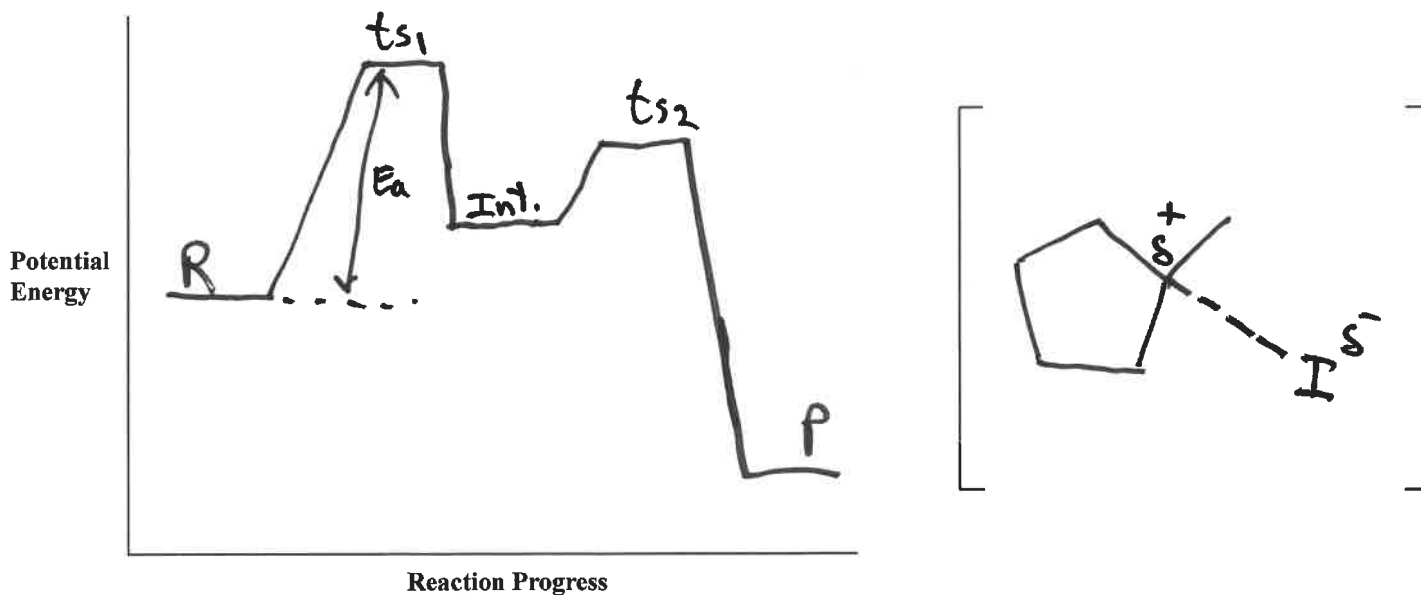 ts1
ts2
Ea
Int.
R
P
Potential
Energy
Reaction Progress
δ+
I δ-